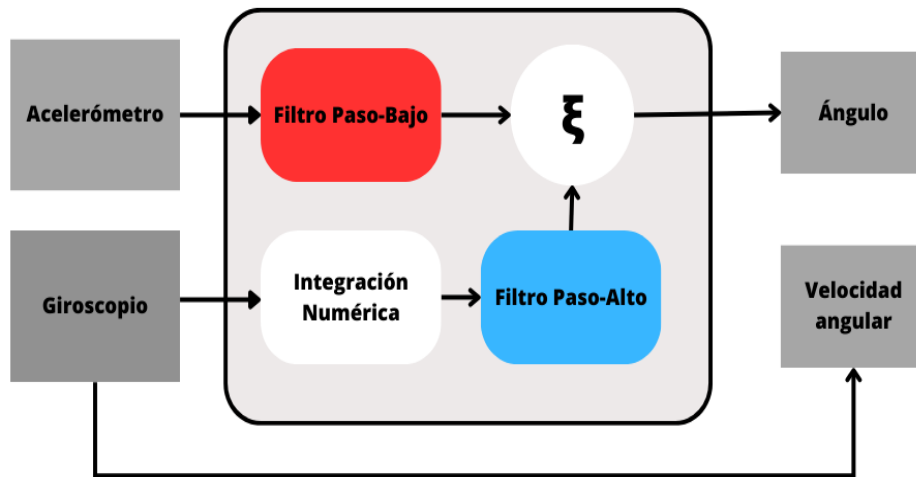 Acelerómetro
Filtro Paso-Bajo
ξ
Ángulo
Giroscopio
Integración
Numérica
Filtro Paso-Alto
Velocidad
angular